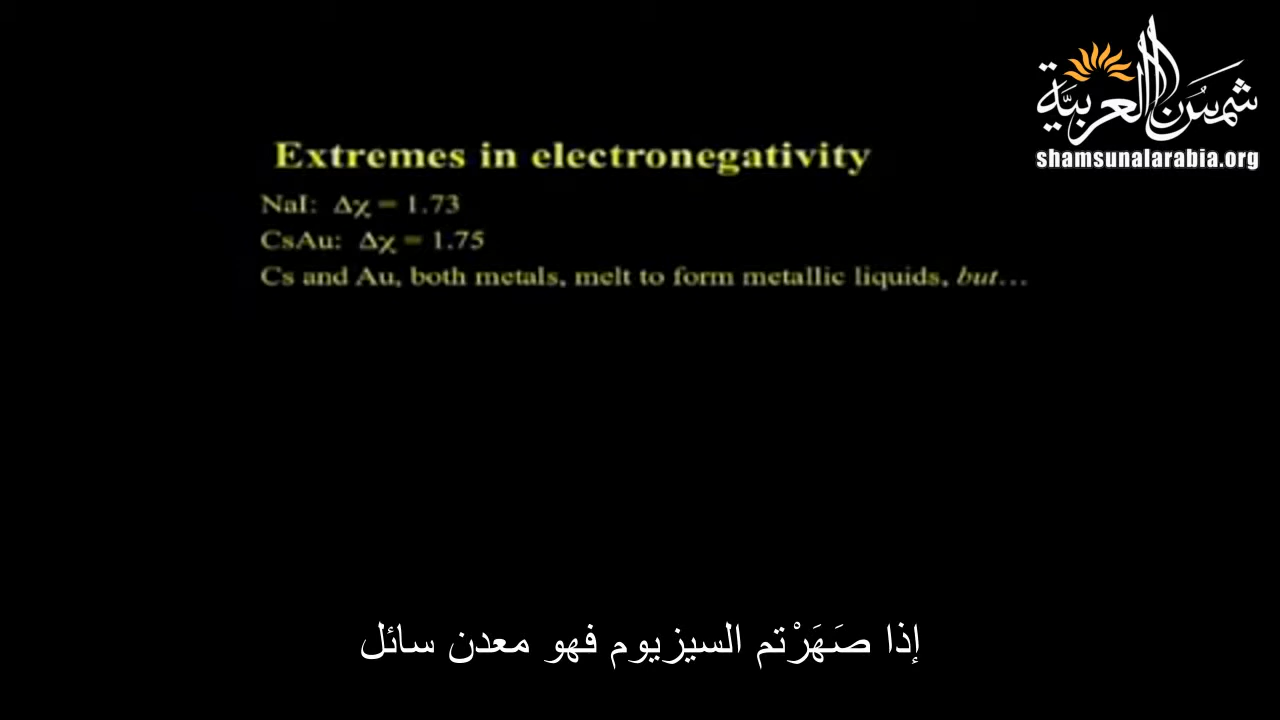 شمس العربية
shamsunalarabia.org
Extremes in electronegativity
NaI: Δχ = 1.73
CsAu: Δχ = 1.75
Cs and Au, both metals, melt to form metallic liquids, but...
إذا صَهَرْتم السيزيوم فهو معدن سائل